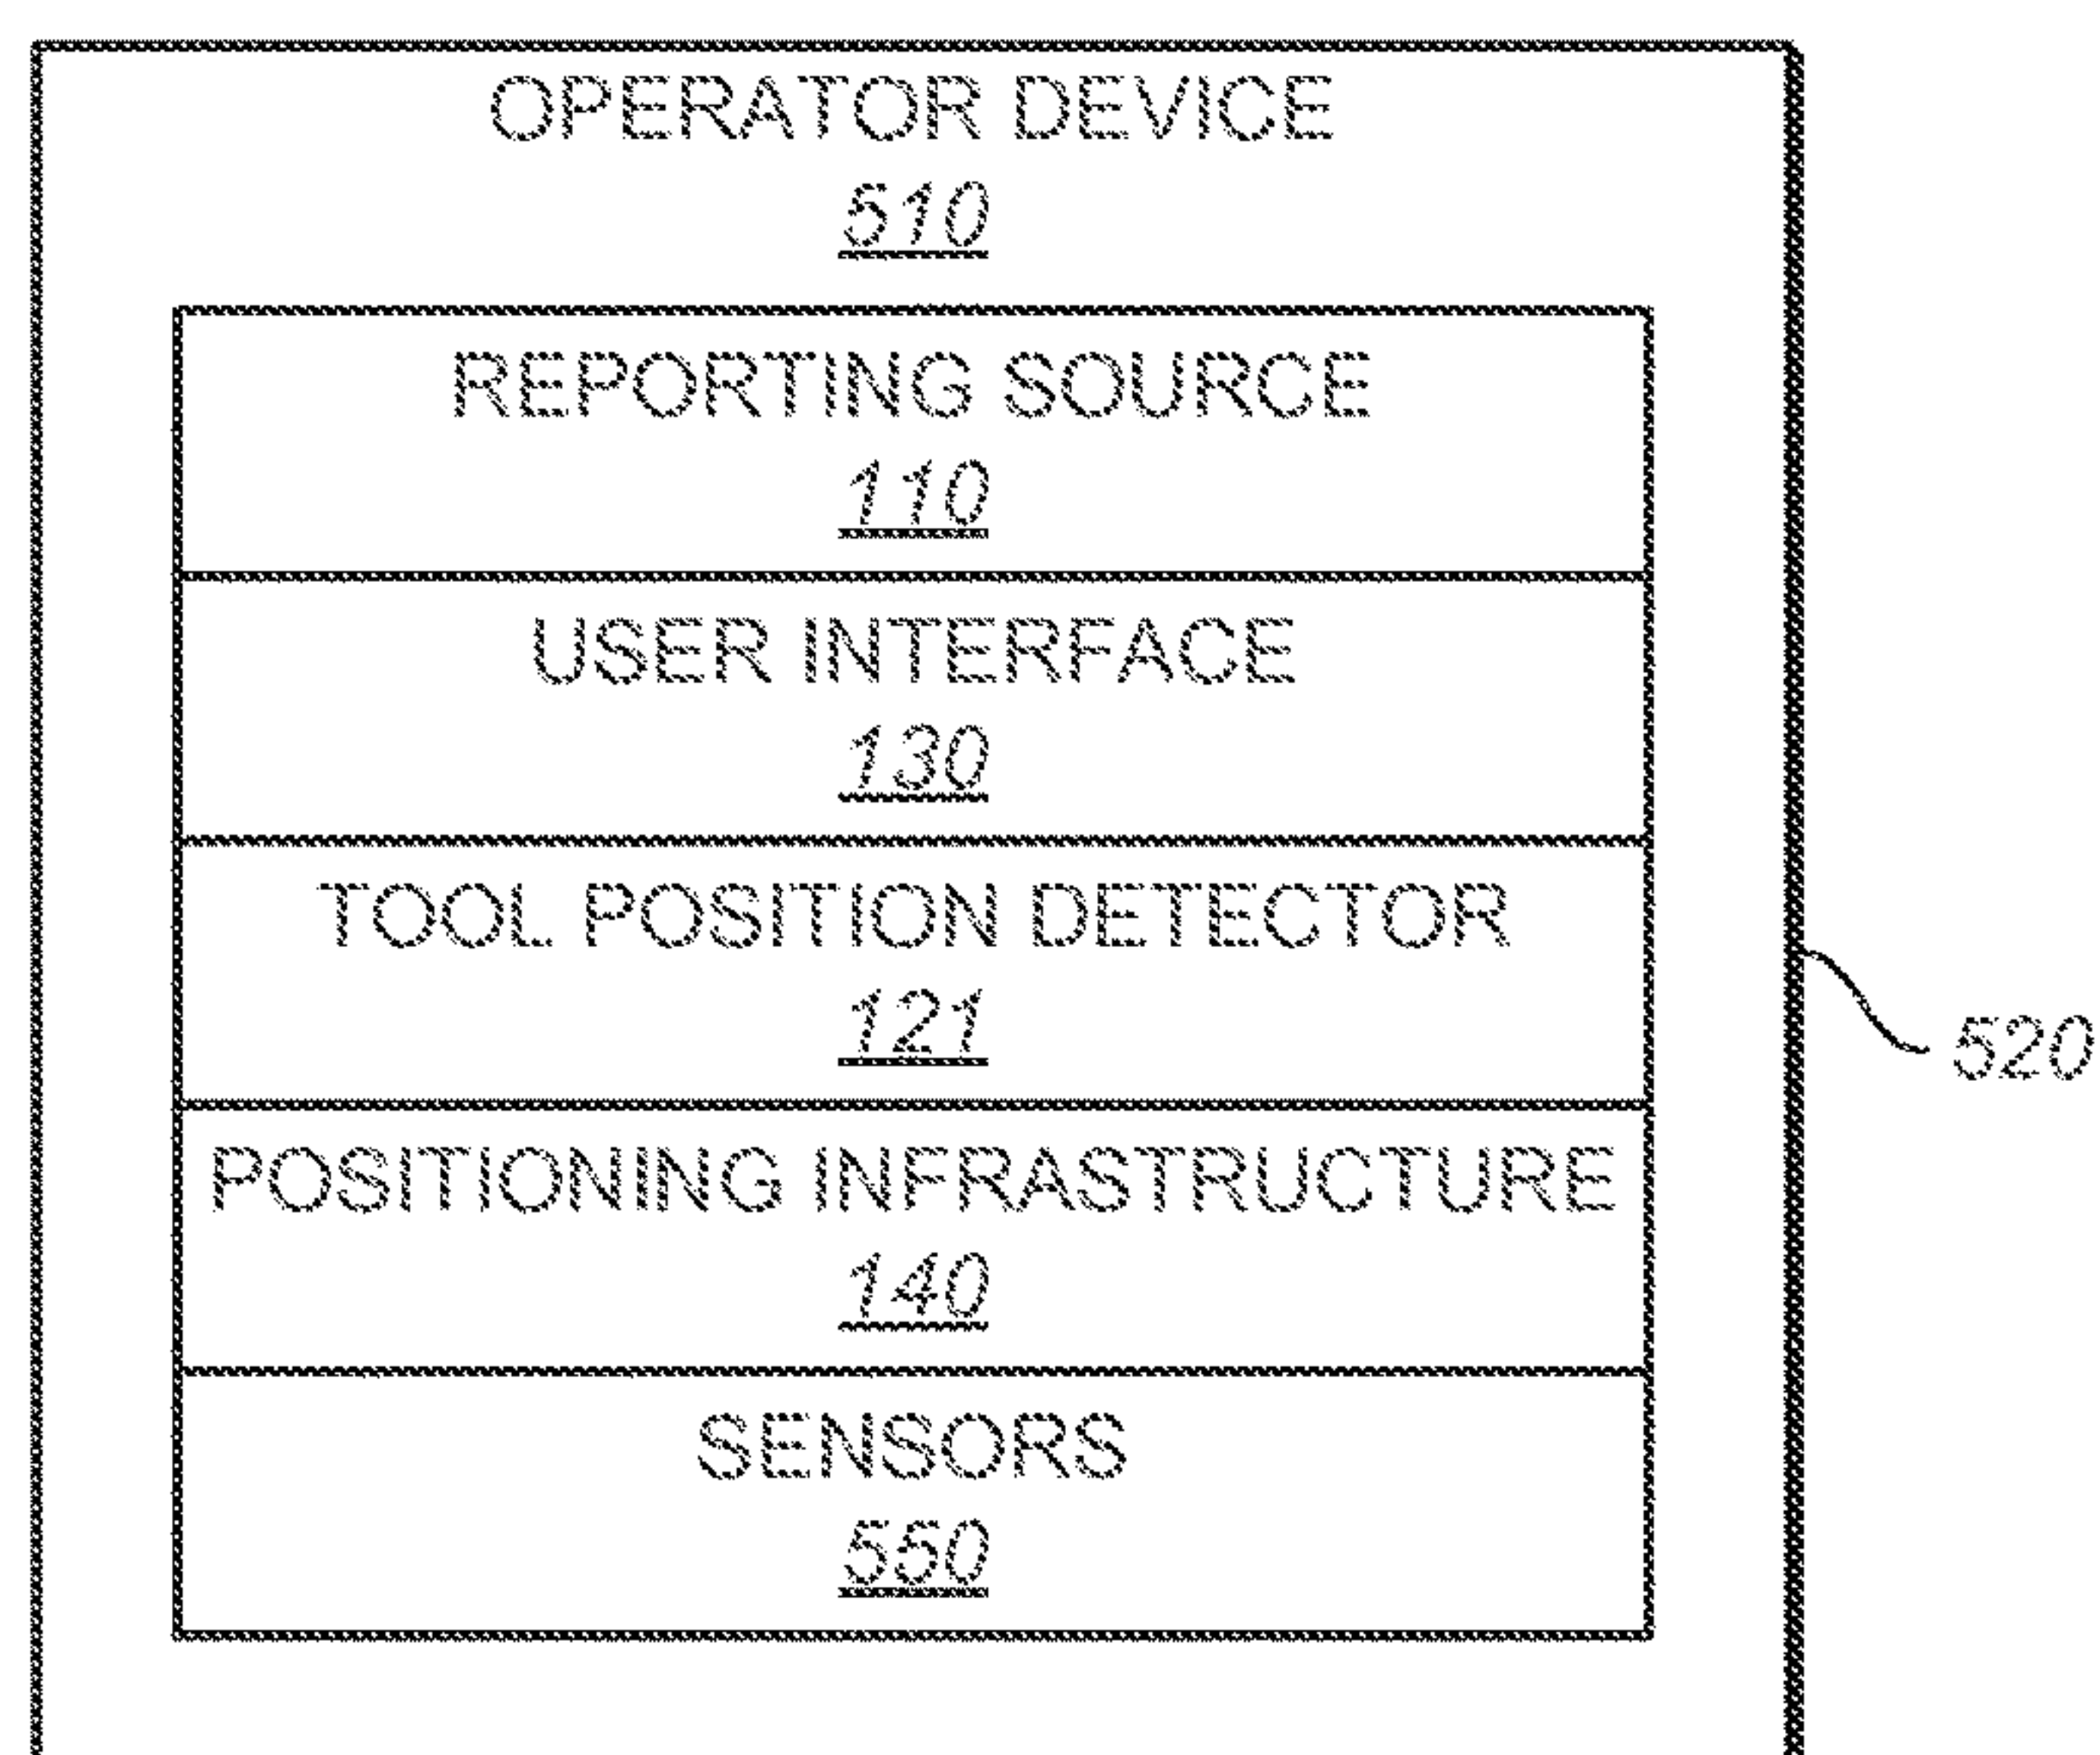 OPERATOR DEVICE
510
REPORTING SOURCE
110
USER INTERFACE
130
TOOL POSITION DETECTOR
121
520
POSITIONING INFRASTRUCTURE
140
SENSORS
550